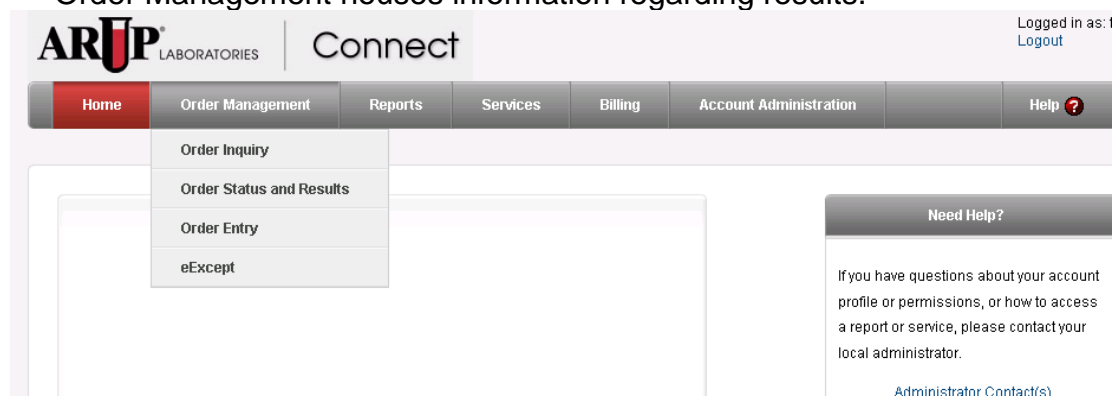 Order Management houses information regarding results.
Logged in as: f
ARUP LABORATORIES Connect
Logout
Home Order Management Reports Services Billing Account Administration Help ?
Order Inquiry
Order Status and Results
Order Entry
eExcept
Need Help?
If you have questions about your account
profile or permissions, or how to access
a report or service, please contact your
local administrator.
Administrator Contact(s)